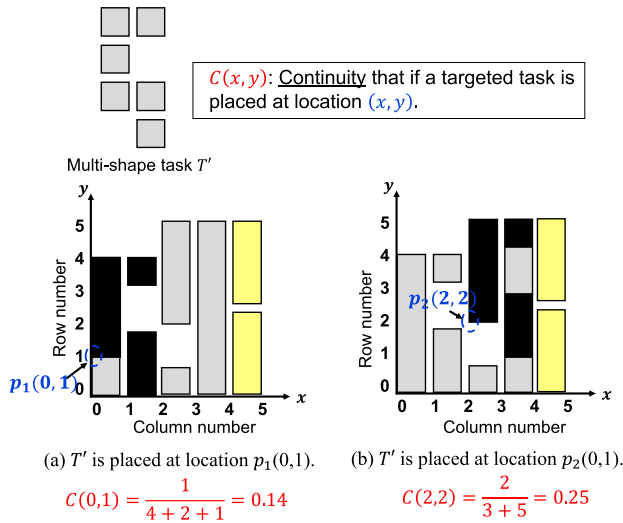 C(x, y): Continuity that if a targeted task is
placed at location (x, y).
Multi-shape task T′
y
5
4
3
2
1
0
Row number
p₁(0, 1)
0 1 2 3 4 5
x
Column number
(a) T′ is placed at location p₁(0,1).
C(0,1) = 1 / (4 + 2 + 1) = 0.14
y
5
4
3
2
1
0
Row number
p₂(2, 2)
0 1 2 3 4 5
x
Column number
(b) T′ is placed at location p₂(0,1).
C(2,2) = 2 / (3 + 5) = 0.25